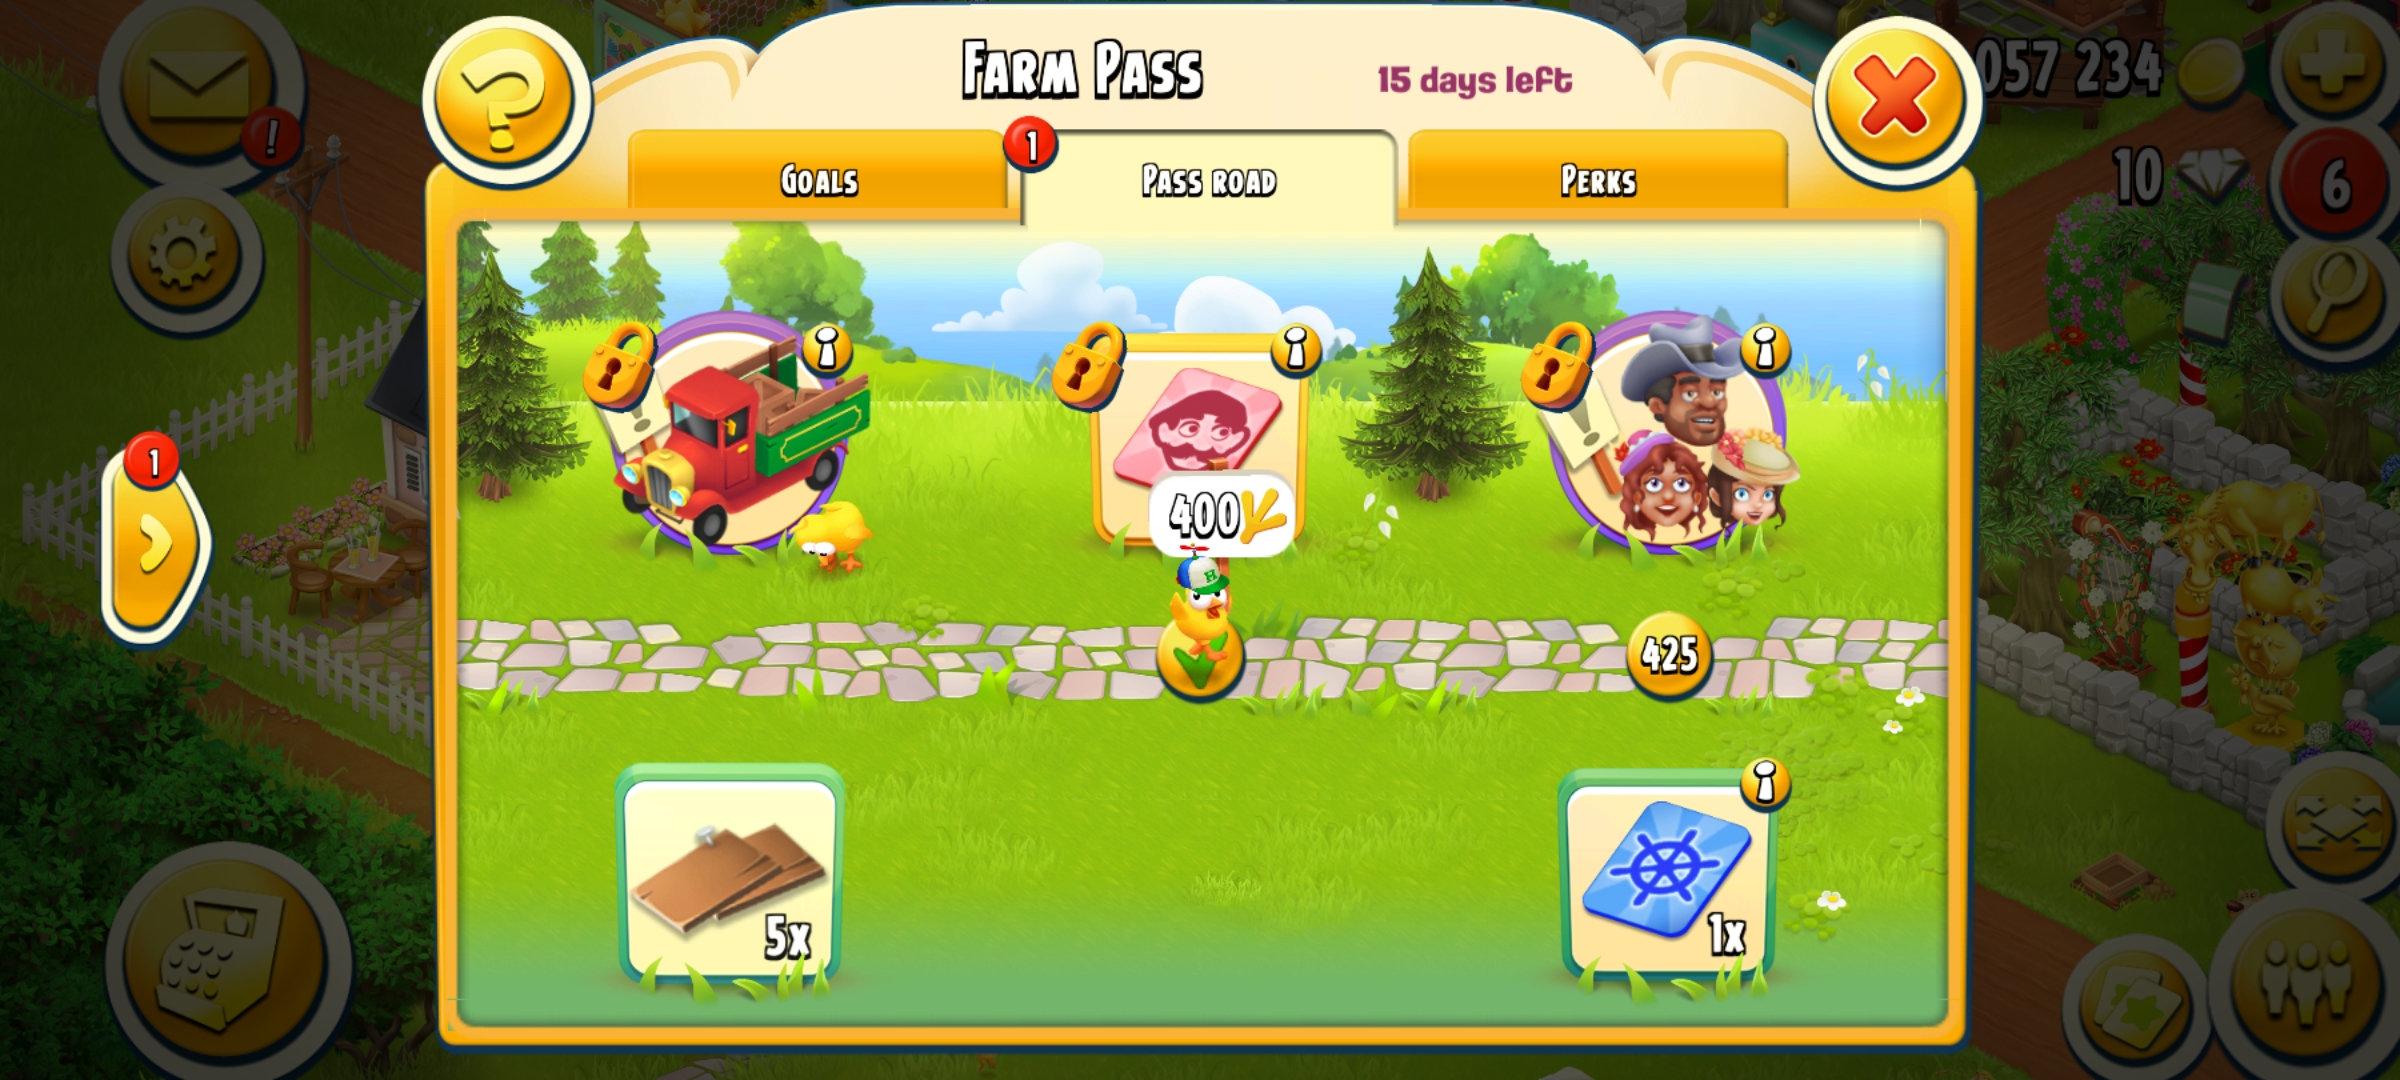 FARM PASS
15 days left
057 234
!
1
GOALS
PASS ROAD
PERKS
10
6
1
400
H
425
5x
1x